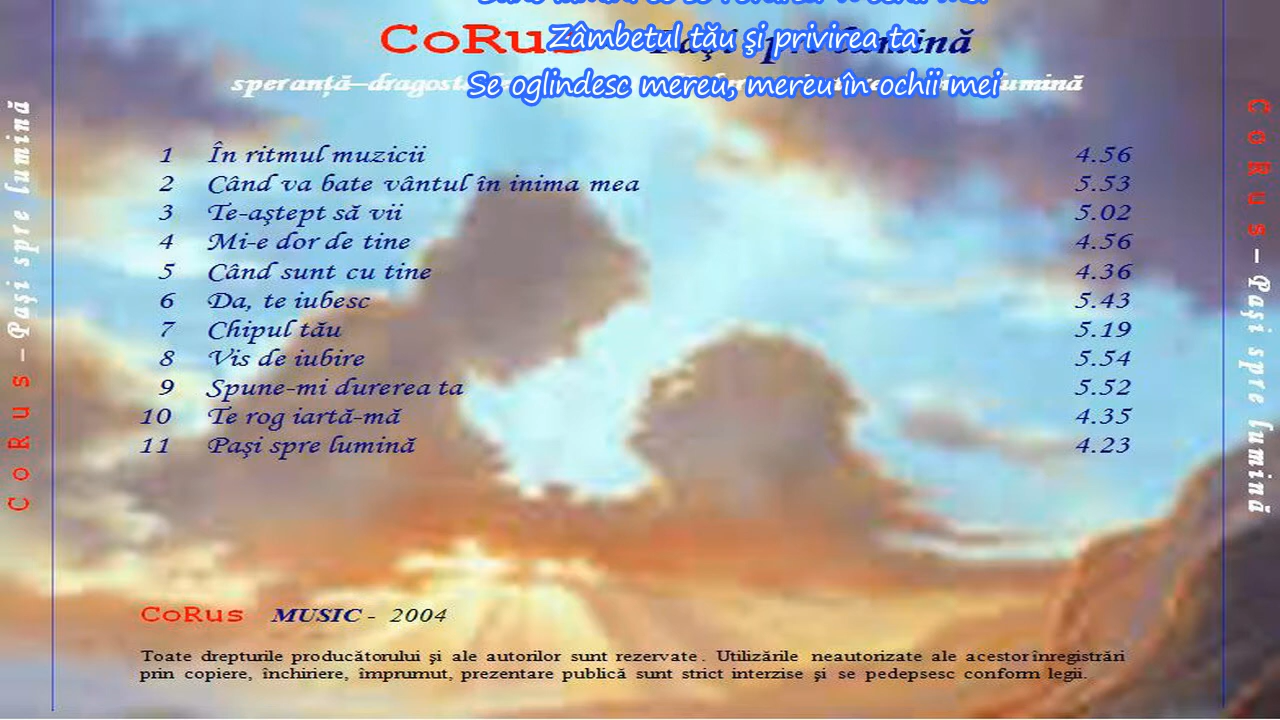 Zâmbetul tău şi privirea ta
Se oglindesc mereu, mereu în ochii mei
CoRus lumină
speranţă—dragoste lumină
1 În ritmul muzicii 4.56
2 Când va bate vântul în inima mea 5.53
3 Te-aştept să vii 5.02
4 Mi-e dor de tine 4.56
5 Când sunt cu tine 4.36
6 Da, te iubesc 5.43
7 Chipul tău 5.19
8 Vis de iubire 5.54
9 Spune-mi durerea ta 5.52
10 Te rog iartă-mă 4.35
11 Paşi spre lumină 4.23
CoRus MUSIC - 2004
Toate drepturile producătorului şi ale autorilor sunt rezervate. Utilizările neautorizate ale acestor înregistrări
prin copiere, închiriere, împrumut, prezentare publică sunt strict interzise şi se pedepsesc conform legii.
CoRus – Paşi spre lumină
CoRus – Paşi spre lumină